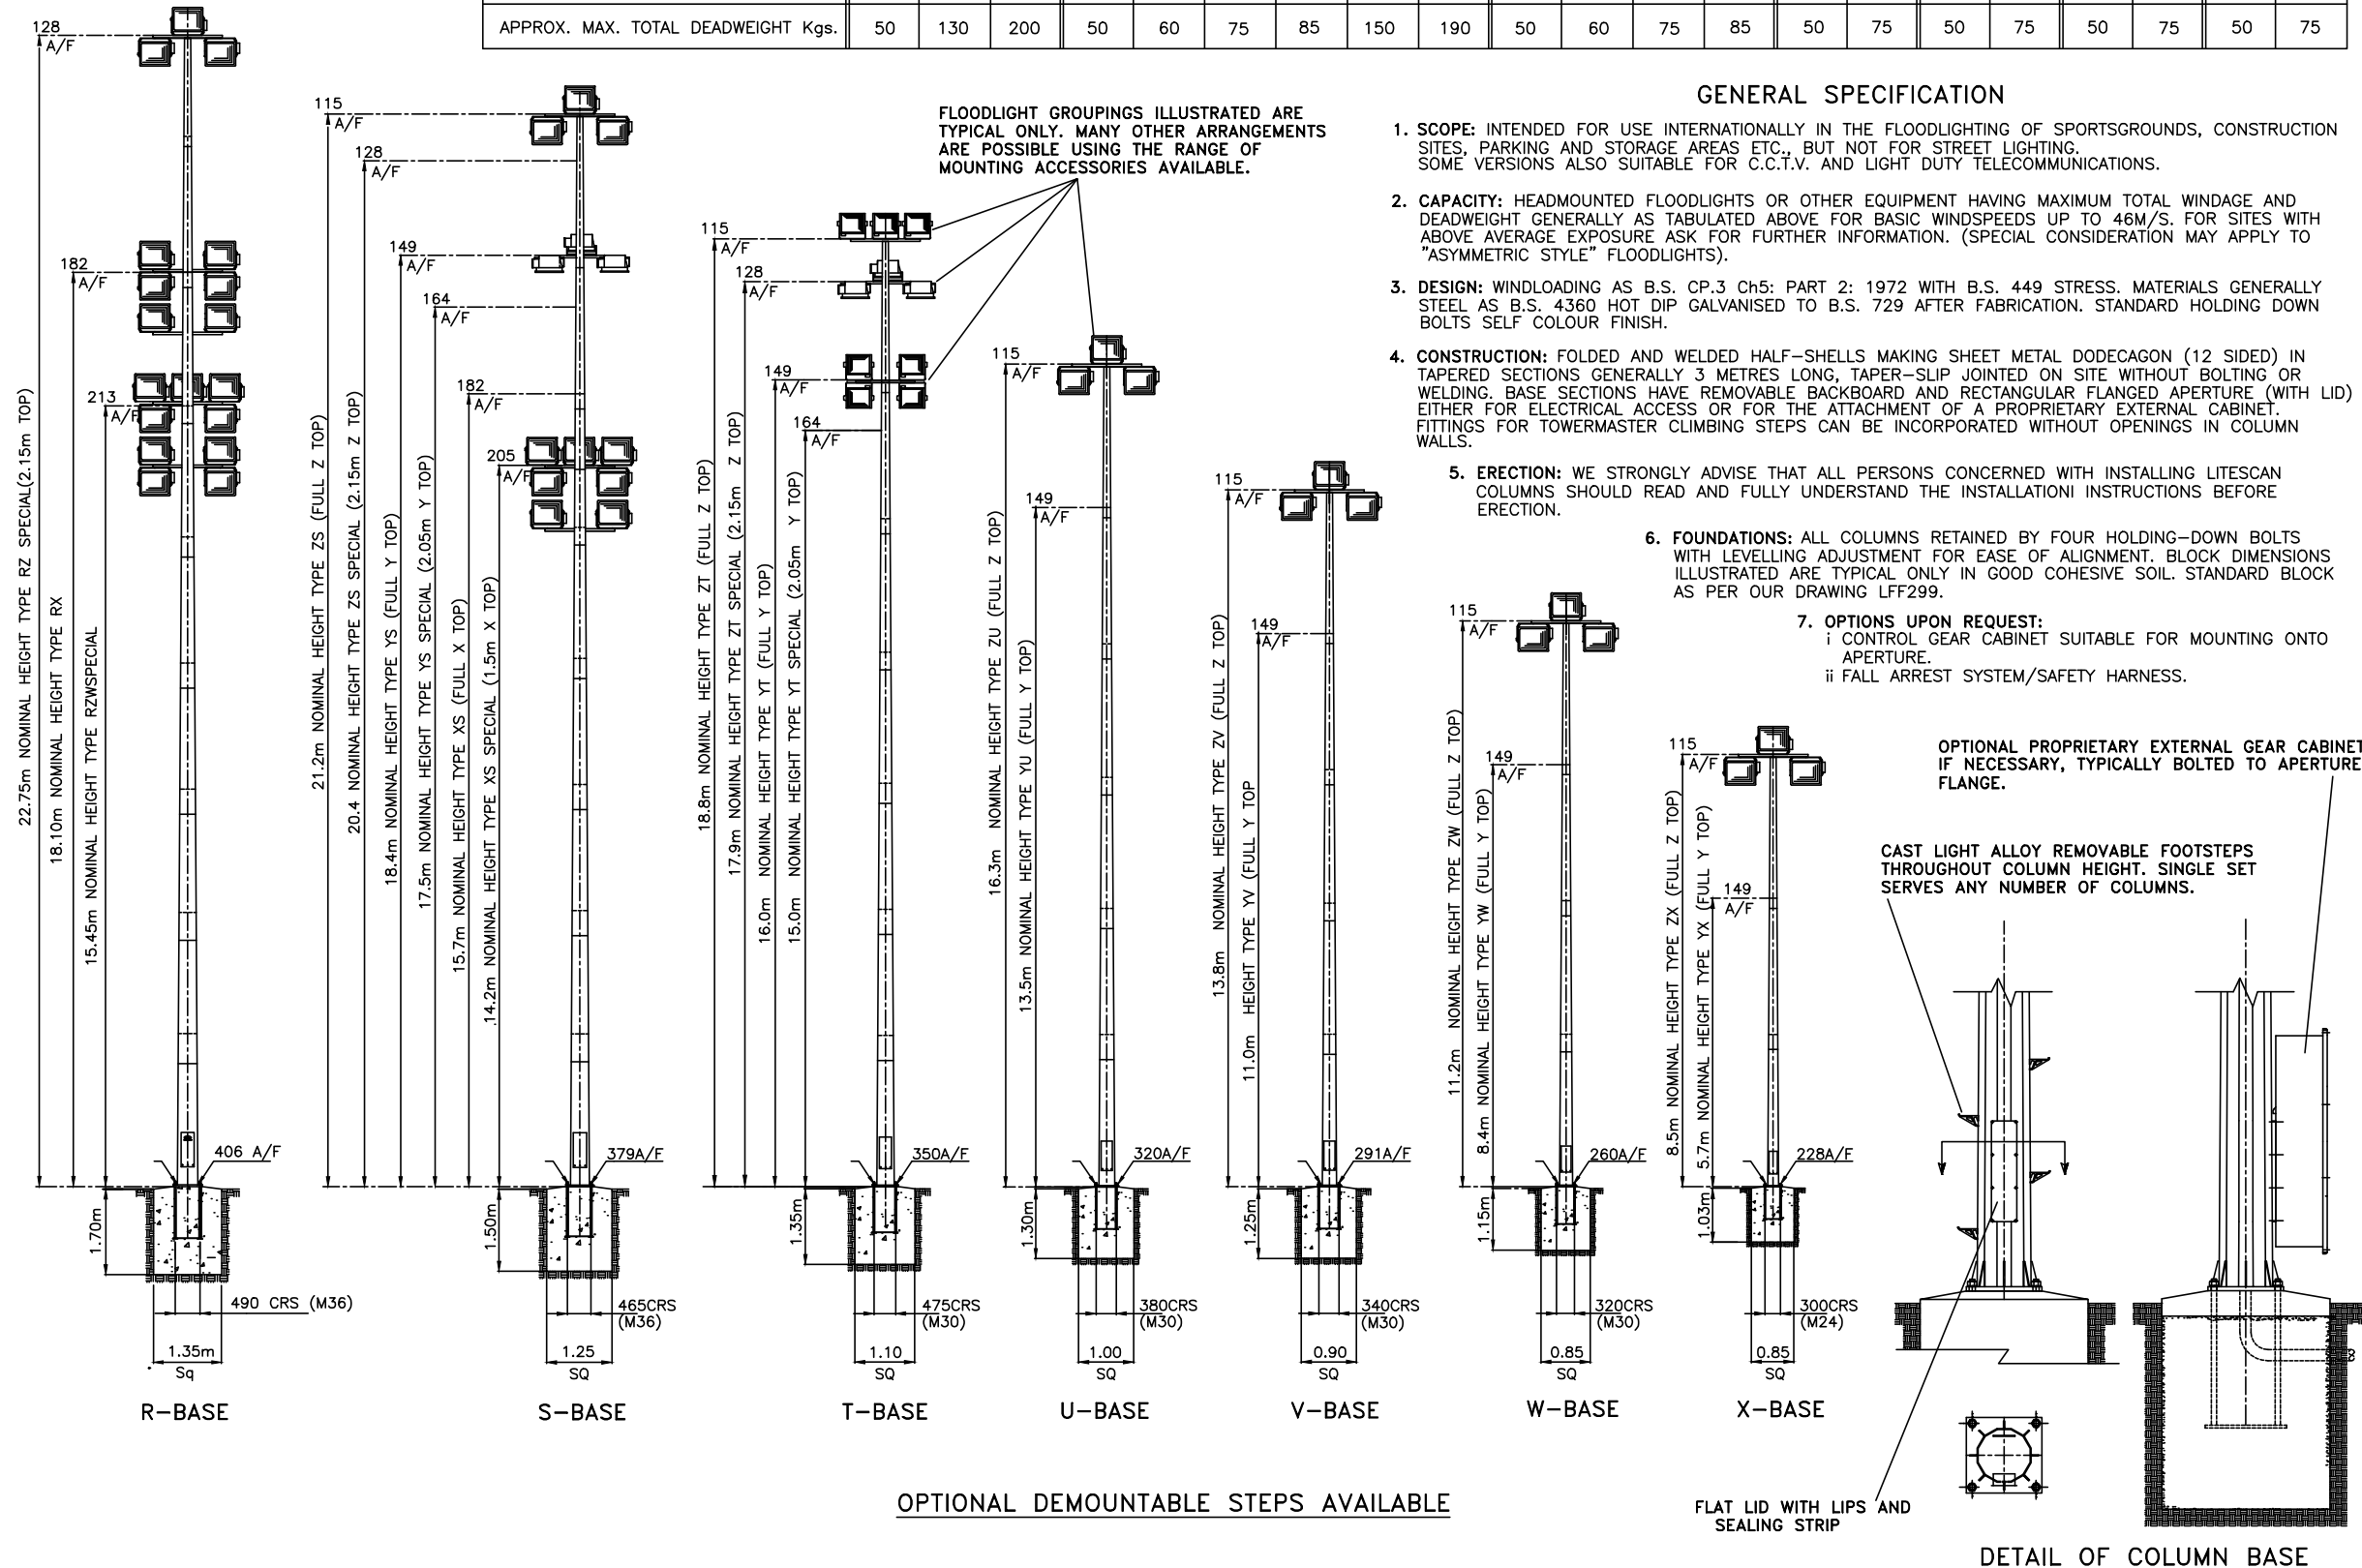 APPROX. MAX. TOTAL DEADWEIGHT Kgs. 50 130 200 50 60 75 85 150 190 50 60 75 85 50 75 50 75 50 75 50 75
GENERAL SPECIFICATION
1. SCOPE: INTENDED FOR USE INTERNATIONALLY IN THE FLOODLIGHTING OF SPORTSGROUNDS, CONSTRUCTION
SITES, PARKING AND STORAGE AREAS ETC., BUT NOT FOR STREET LIGHTING.
SOME VERSIONS ALSO SUITABLE FOR C.C.T.V. AND LIGHT DUTY TELECOMMUNICATIONS.
2. CAPACITY: HEADMOUNTED FLOODLIGHTS OR OTHER EQUIPMENT HAVING MAXIMUM TOTAL WINDAGE AND
DEADWEIGHT GENERALLY AS TABULATED ABOVE FOR BASIC WINDSPEEDS UP TO 46M/S. FOR SITES WITH
ABOVE AVERAGE EXPOSURE ASK FOR FURTHER INFORMATION. (SPECIAL CONSIDERATION MAY APPLY TO
"ASYMMETRIC STYLE" FLOODLIGHTS).
3. DESIGN: WINDLOADING AS B.S. CP.3 Ch5: PART 2: 1972 WITH B.S. 449 STRESS. MATERIALS GENERALLY
STEEL AS B.S. 4360 HOT DIP GALVANISED TO B.S. 729 AFTER FABRICATION. STANDARD HOLDING DOWN
BOLTS SELF COLOUR FINISH.
4. CONSTRUCTION: FOLDED AND WELDED HALF-SHELLS MAKING SHEET METAL DODECAGON (12 SIDED) IN
TAPERED SECTIONS GENERALLY 3 METRES LONG, TAPER-SLIP JOINTED ON SITE WITHOUT BOLTING OR
WELDING. BASE SECTIONS HAVE REMOVABLE BACKBOARD AND RECTANGULAR FLANGED APERTURE (WITH LID)
EITHER FOR ELECTRICAL ACCESS OR FOR THE ATTACHMENT OF A PROPRIETARY EXTERNAL CABINET.
FITTINGS FOR TOWERMASTER CLIMBING STEPS CAN BE INCORPORATED WITHOUT OPENINGS IN COLUMN
WALLS.
5. ERECTION: WE STRONGLY ADVISE THAT ALL PERSONS CONCERNED WITH INSTALLING LITESCAN
COLUMNS SHOULD READ AND FULLY UNDERSTAND THE INSTALLATIONI INSTRUCTIONS BEFORE
ERECTION.
6. FOUNDATIONS: ALL COLUMNS RETAINED BY FOUR HOLDING-DOWN BOLTS
WITH LEVELLING ADJUSTMENT FOR EASE OF ALIGNMENT. BLOCK DIMENSIONS
ILLUSTRATED ARE TYPICAL ONLY IN GOOD COHESIVE SOIL. STANDARD BLOCK
AS PER OUR DRAWING LFF299.
7. OPTIONS UPON REQUEST:
i CONTROL GEAR CABINET SUITABLE FOR MOUNTING ONTO
APERTURE.
ii FALL ARREST SYSTEM/SAFETY HARNESS.
FLOODLIGHT GROUPINGS ILLUSTRATED ARE
TYPICAL ONLY. MANY OTHER ARRANGEMENTS
ARE POSSIBLE USING THE RANGE OF
MOUNTING ACCESSORIES AVAILABLE.
128
A/F
182
A/F
213
A/F
22.75m NOMINAL HEIGHT TYPE RZ SPECIAL(2.15m TOP)
18.10m NOMINAL HEIGHT TYPE RX
15.45m NOMINAL HEIGHT TYPE RZWSPECIAL
406 A/F
1.70m
490 CRS (M36)
1.35m
Sq
R-BASE
115
A/F
128
A/F
149
A/F
164
A/F
182
A/F
205
A/F
21.2m NOMINAL HEIGHT TYPE ZS (FULL Z TOP)
20.4 NOMINAL HEIGHT TYPE ZS SPECIAL (2.15m Z TOP)
18.4m NOMINAL HEIGHT TYPE YS (FULL Y TOP)
17.5m NOMINAL HEIGHT TYPE YS SPECIAL (2.05m Y TOP)
15.7m NOMINAL HEIGHT TYPE XS (FULL X TOP)
.14.2m NOMINAL HEIGHT TYPE XS SPECIAL (1.5m X TOP)
379A/F
1.50m
465CRS
(M36)
1.25
SQ
S-BASE
115
A/F
128
A/F
149
A/F
164
A/F
18.8m NOMINAL HEIGHT TYPE ZT (FULL Z TOP)
17.9m NOMINAL HEIGHT TYPE ZT SPECIAL (2.15m Z TOP)
16.0m NOMINAL HEIGHT TYPE YT (FULL Y TOP)
15.0m NOMINAL HEIGHT TYPE YT SPECIAL (2.05m Y TOP)
350A/F
1.35m
475CRS
(M30)
1.10
SQ
T-BASE
115
A/F
149
A/F
16.3m NOMINAL HEIGHT TYPE ZU (FULL Z TOP)
13.5m NOMINAL HEIGHT TYPE YU (FULL Y TOP)
320A/F
1.30m
380CRS
(M30)
1.00
SQ
U-BASE
115
A/F
149
A/F
13.8m NOMINAL HEIGHT TYPE ZV (FULL Z TOP)
11.0m HEIGHT TYPE YV (FULL Y TOP
291A/F
1.25m
340CRS
(M30)
0.90
SQ
V-BASE
115
A/F
149
A/F
11.2m NOMINAL HEIGHT TYPE ZW (FULL Z TOP)
8.4m NOMINAL HEIGHT TYPE YW (FULL Y TOP)
260A/F
1.15m
320CRS
(M30)
0.85
SQ
W-BASE
115
A/F
149
A/F
8.5m NOMINAL HEIGHT TYPE ZX (FULL Z TOP)
5.7m NOMINAL HEIGHT TYPE YX (FULL Y TOP)
228A/F
1.03m
300CRS
(M24)
0.85
SQ
X-BASE
OPTIONAL PROPRIETARY EXTERNAL GEAR CABINET
IF NECESSARY, TYPICALLY BOLTED TO APERTURE
FLANGE.
CAST LIGHT ALLOY REMOVABLE FOOTSTEPS
THROUGHOUT COLUMN HEIGHT. SINGLE SET
SERVES ANY NUMBER OF COLUMNS.
OPTIONAL DEMOUNTABLE STEPS AVAILABLE
FLAT LID WITH LIPS AND
SEALING STRIP
DETAIL OF COLUMN BASE